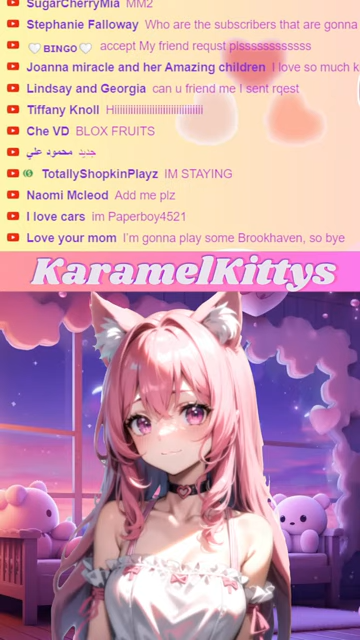 SugarCherryMia MM2
Stephanie Falloway Who are the subscribers that are gonna
🤍BINGO🤍 accept My friend requst plsssssssssssss
Joanna miracle and her Amazing children I love so much k
Lindsay and Georgia can u friend me I sent rqest
Tiffany Knoll Hiiiiiiiiiiiiiiiiiiiiiiiiiiiiiiiii
Che VD BLOX FRUITS
محمود علي جديد
TotallyShopkinPlayz IM STAYING
Naomi Mcleod Add me plz
I love cars im Paperboy4521
Love your mom I'm gonna play some Brookhaven, so bye
KaramelKittys